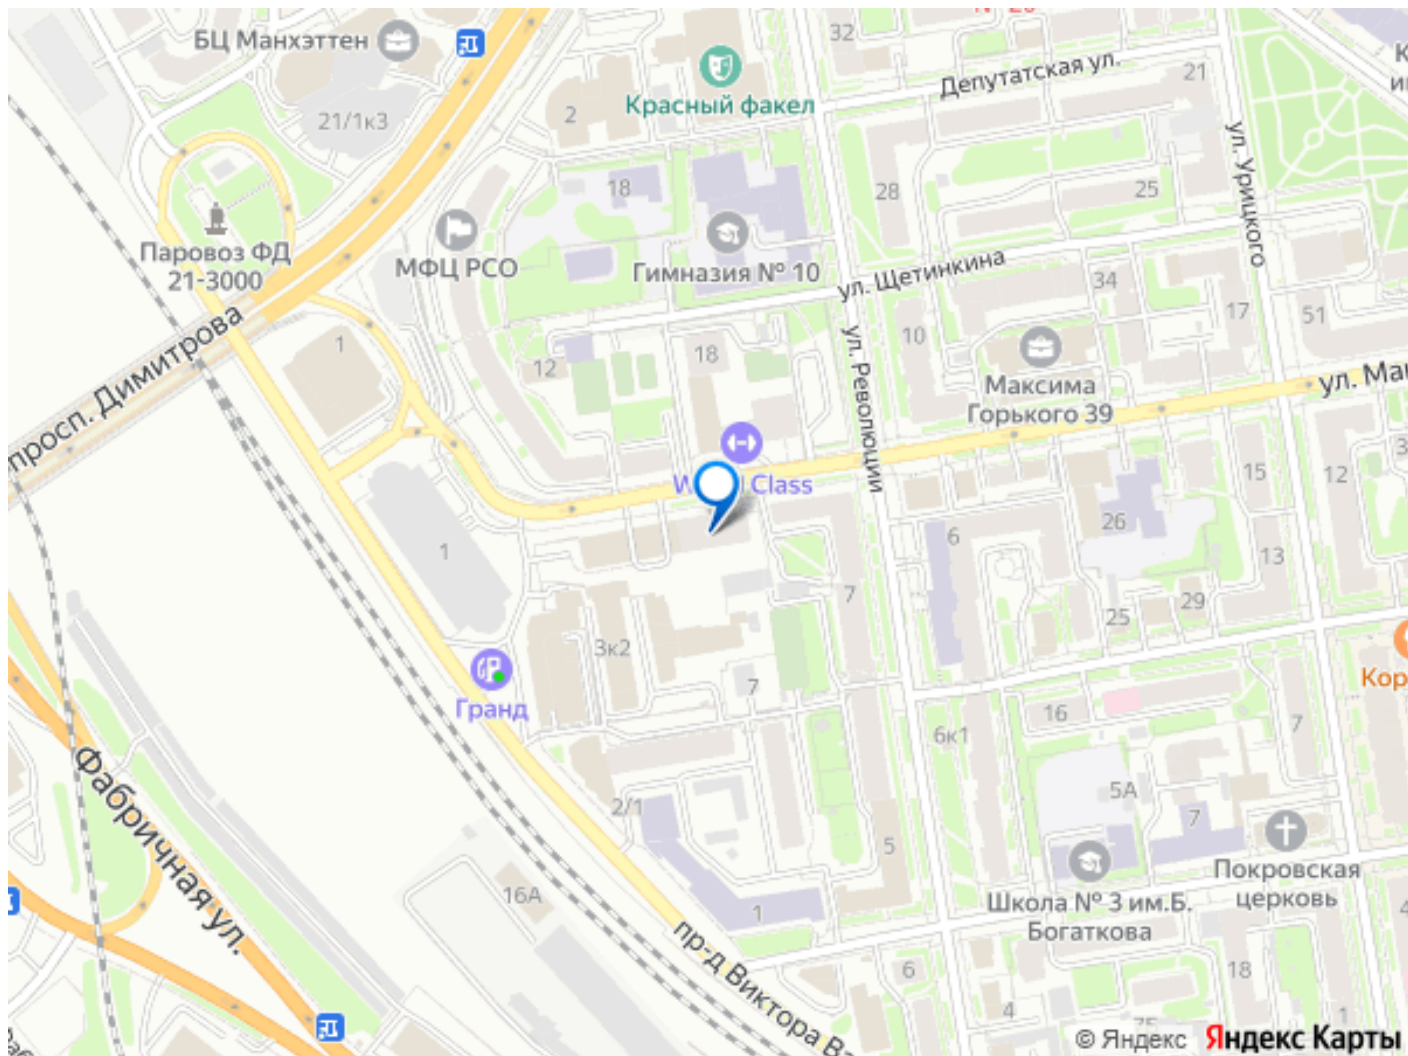 БЦ Манхэттен
32
Депутатская ул.
21
Красный факел
2
21/1к3
ул. Урицкого
18
28
25
Паровоз ФД
21-3000
МФЦ РСО
Гимназия № 10
ул. Щетинкина
34
17
51
просп. Димитрова
1
12
18
10
ул. Революции
Максима
Горького 39
ул. Ма
Class
15
12
1
26
6
13
7
25
29
3к2
Гранд
7
16
6к1
7
Кор
Фабричная ул.
2/1
5А
7
5
Покровская
церковь
16А
1
Школа № 3 им.Б.
Богаткова
пр-д Виктора
6
4
18
1
© Яндекс
Яндекс Карты